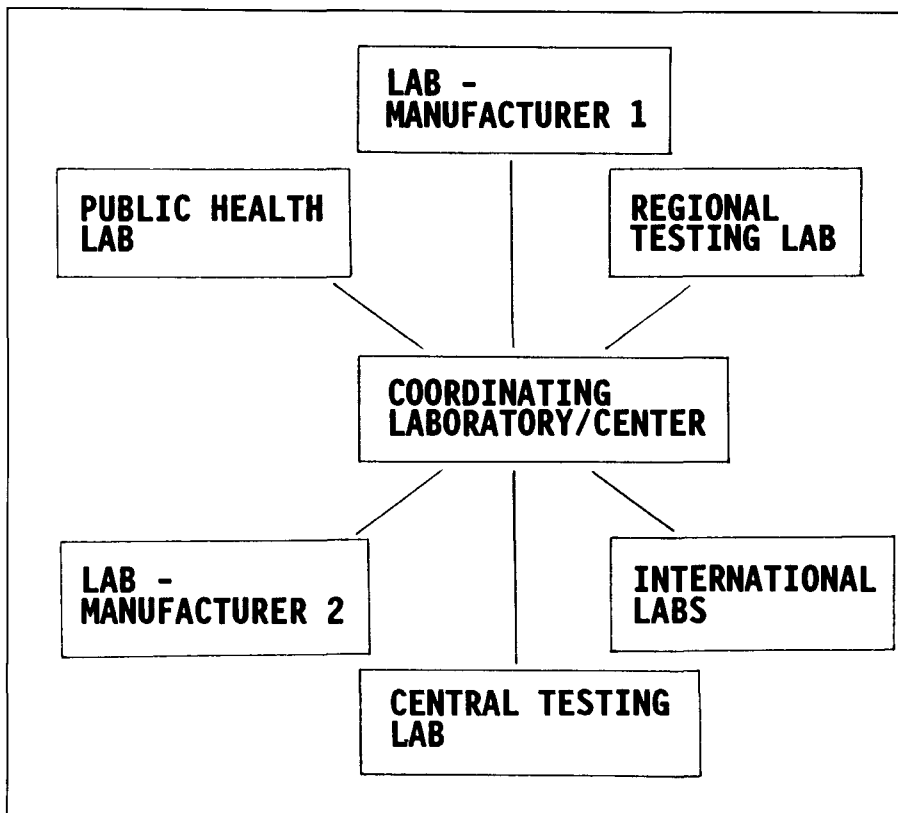 LAB -
MANUFACTURER 1
PUBLIC HEALTH
LAB
REGIONAL
TESTING LAB
COORDINATING
LABORATORY/CENTER
LAB -
MANUFACTURER 2
INTERNATIONAL
LABS
CENTRAL TESTING
LAB